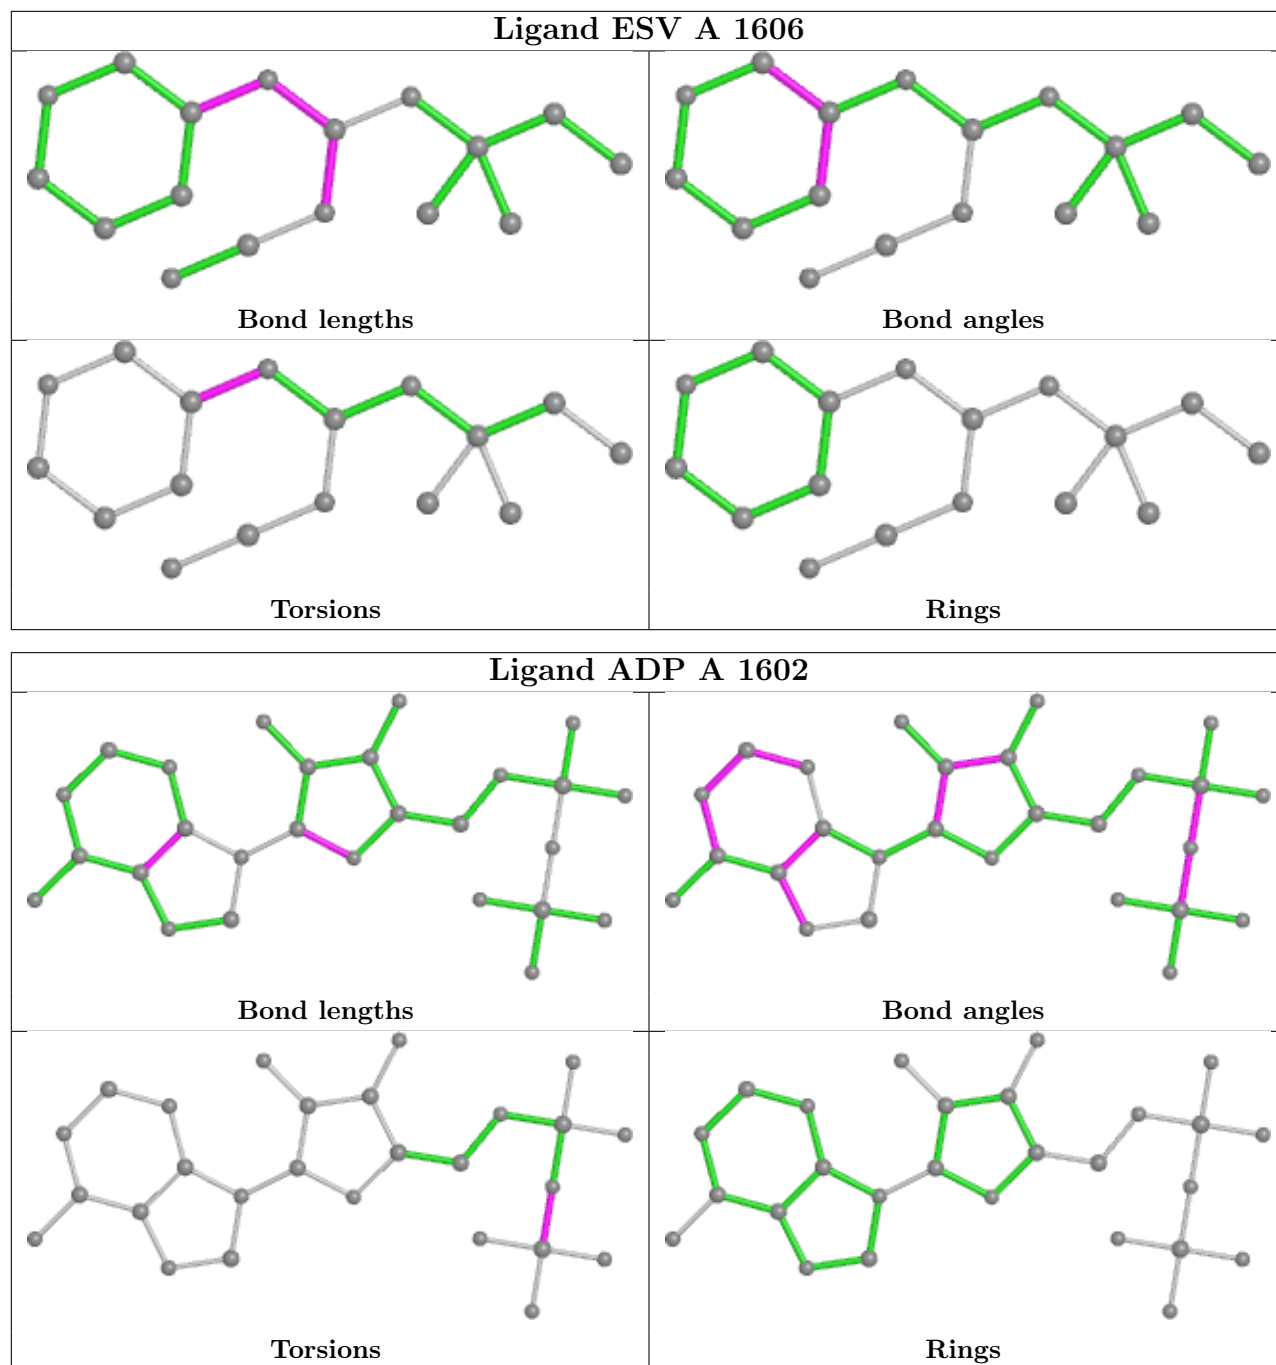 Ligand ESV A 1606
Bond lengths
Bond angles
Torsions
Rings
Ligand ADP A 1602
Bond lengths
Bond angles
Torsions
Rings